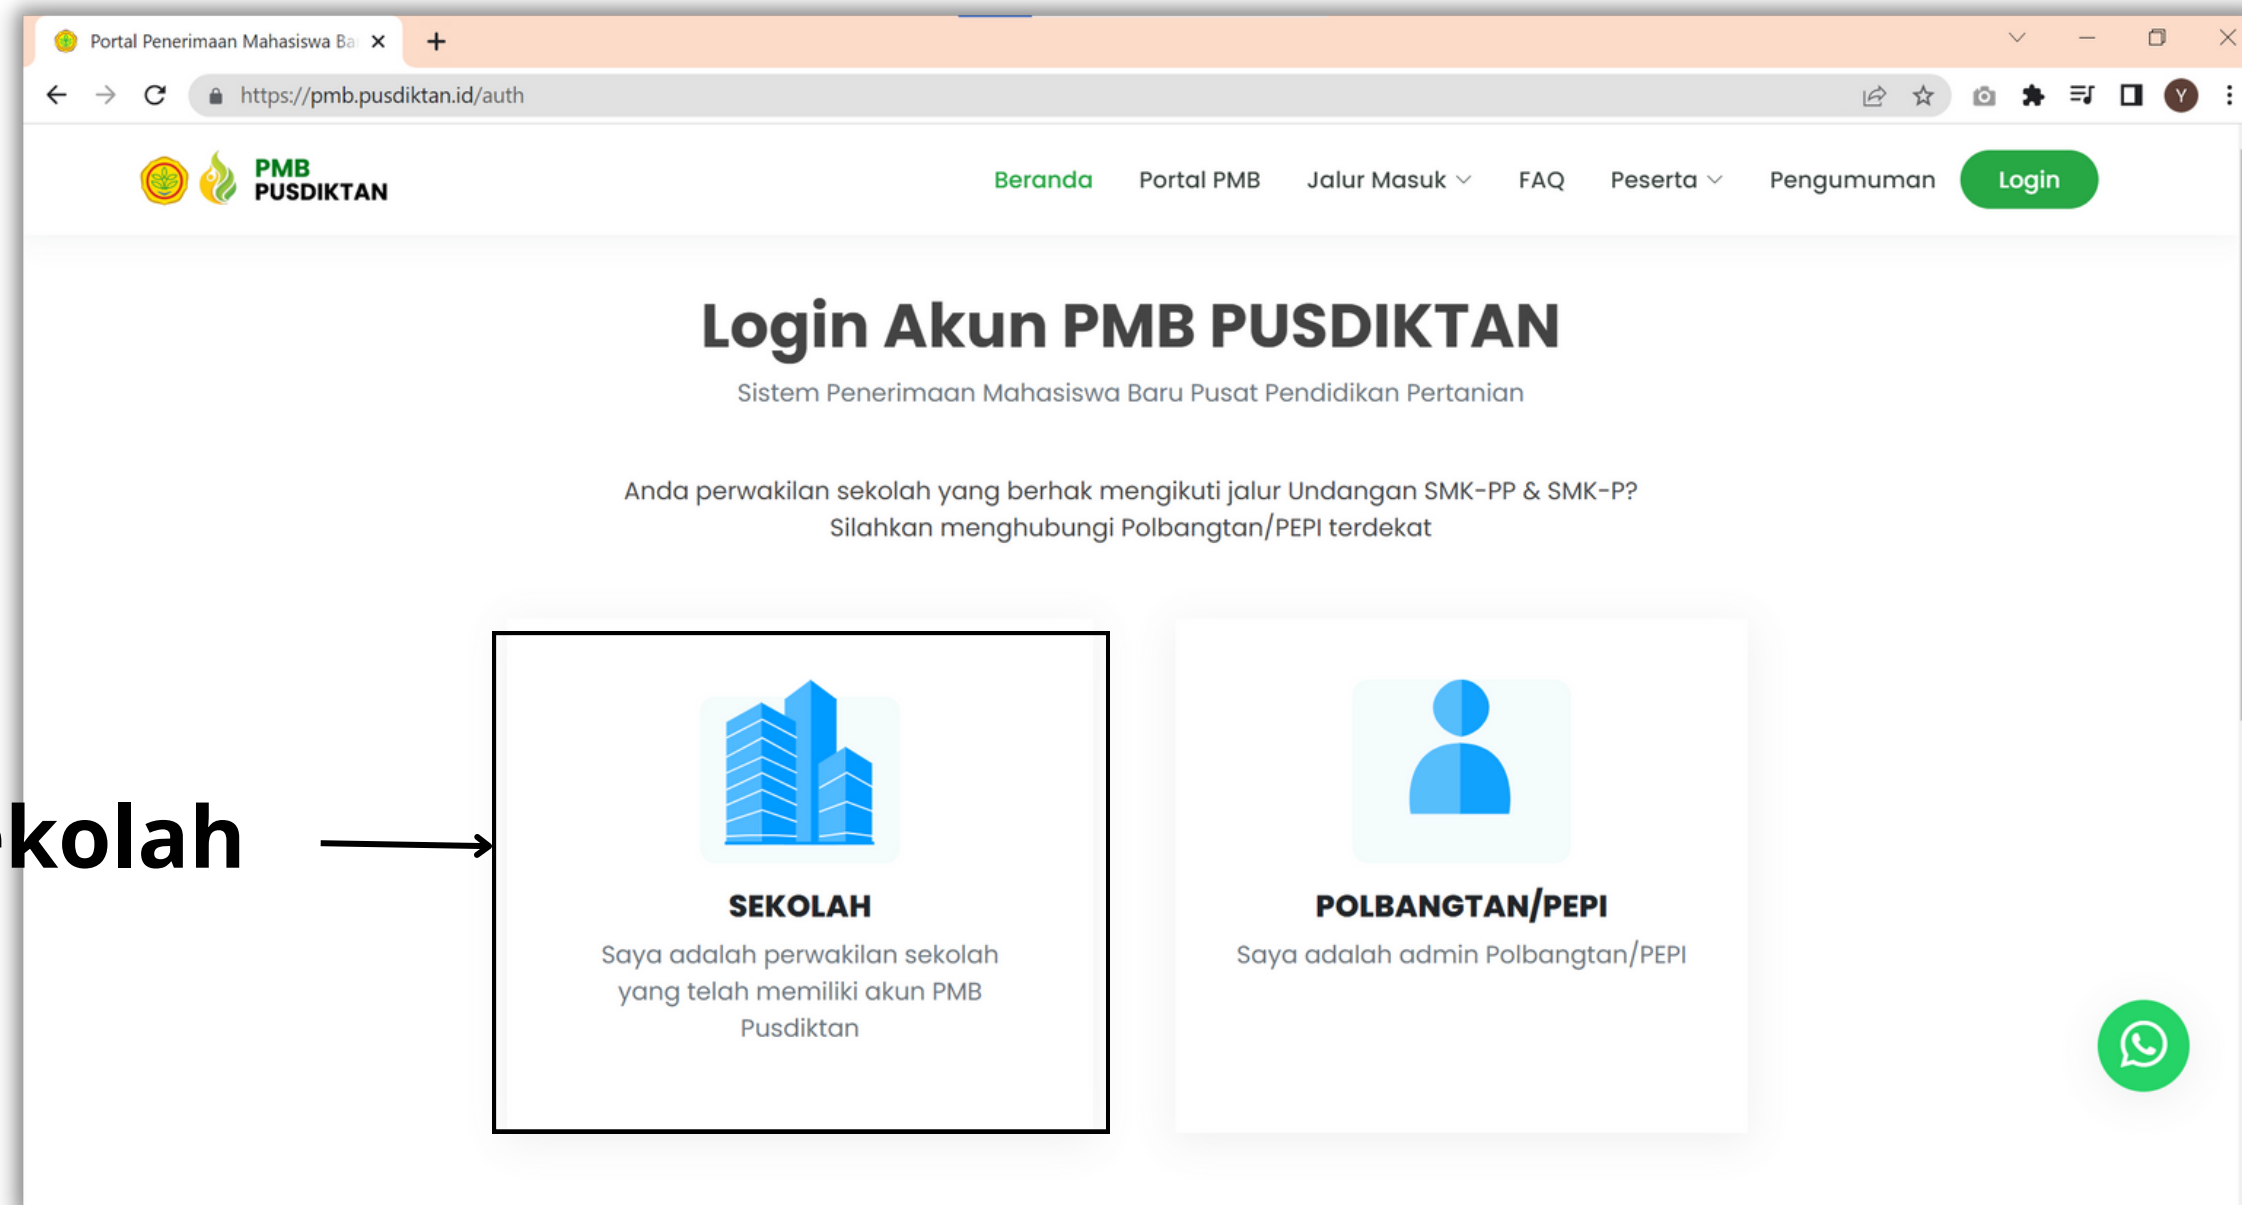 Portal Penerimaan Mahasiswa Ba
https://pmb.pusdiktan.id/auth
Y
PMB
PUSDIKTAN
Beranda Portal PMB Jalur Masuk FAQ Peserta Pengumuman Login
Login Akun PMB PUSDIKTAN
Sistem Penerimaan Mahasiswa Baru Pusat Pendidikan Pertanian
Anda perwakilan sekolah yang berhak mengikuti jalur Undangan SMK-PP & SMK-P?
Silahkan menghubungi Polbangtan/PEPI terdekat
ekolah
SEKOLAH
Saya adalah perwakilan sekolah
yang telah memiliki akun PMB
Pusdiktan
POLBANGTAN/PEPI
Saya adalah admin Polbangtan/PEPI